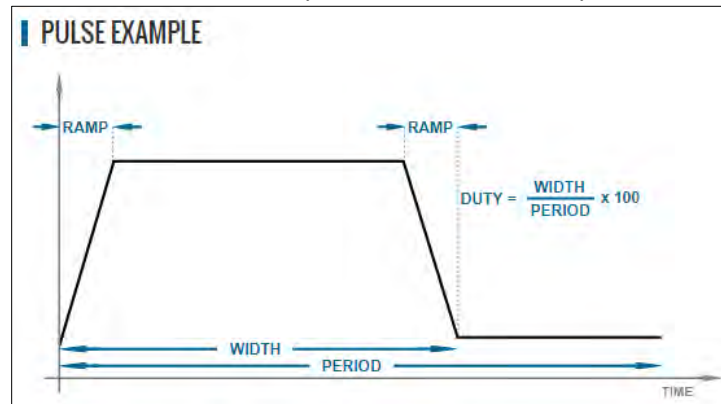 PULSE EXAMPLE
RAMP
RAMP
DUTY = WIDTH / PERIOD x 100
WIDTH
PERIOD
TIME